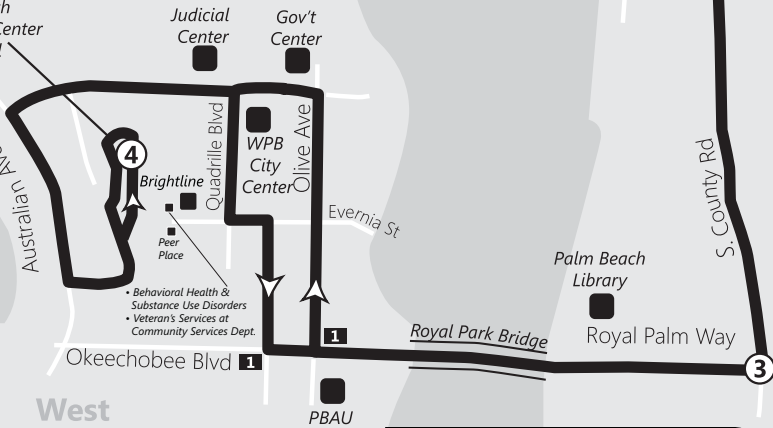 Judicial
Center
Gov't
Center
Center
4
Quadrille Blvd
WPB
City
Center
Olive Ave
S. County Rd
Australian Ave
Brightline
Evernia St
Peer
Place
Palm Beach
Library
• Behavioral Health &
Substance Use Disorders
• Veteran's Services at
Community Services Dept.
1
Royal Park Bridge
Royal Palm Way
Okeechobee Blvd
1
3
West
PBAU